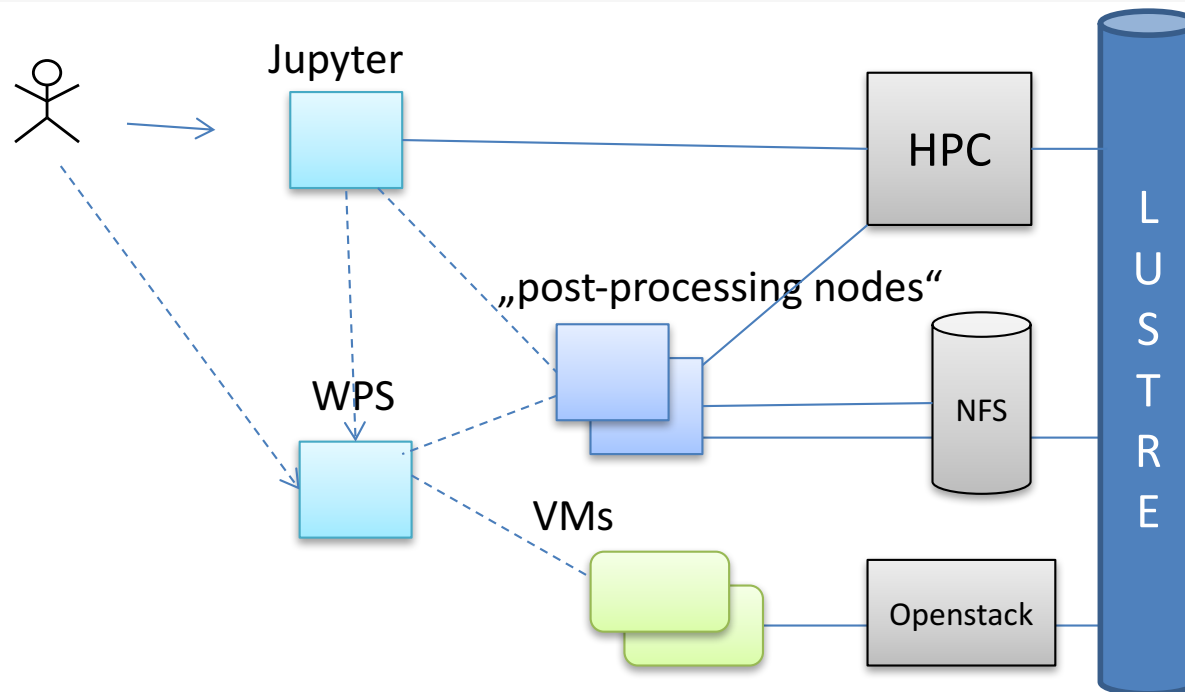 Jupyter
HPC
„post-processing nodes“
WPS
NFS
VMs
Openstack
L
U
S
T
R
E